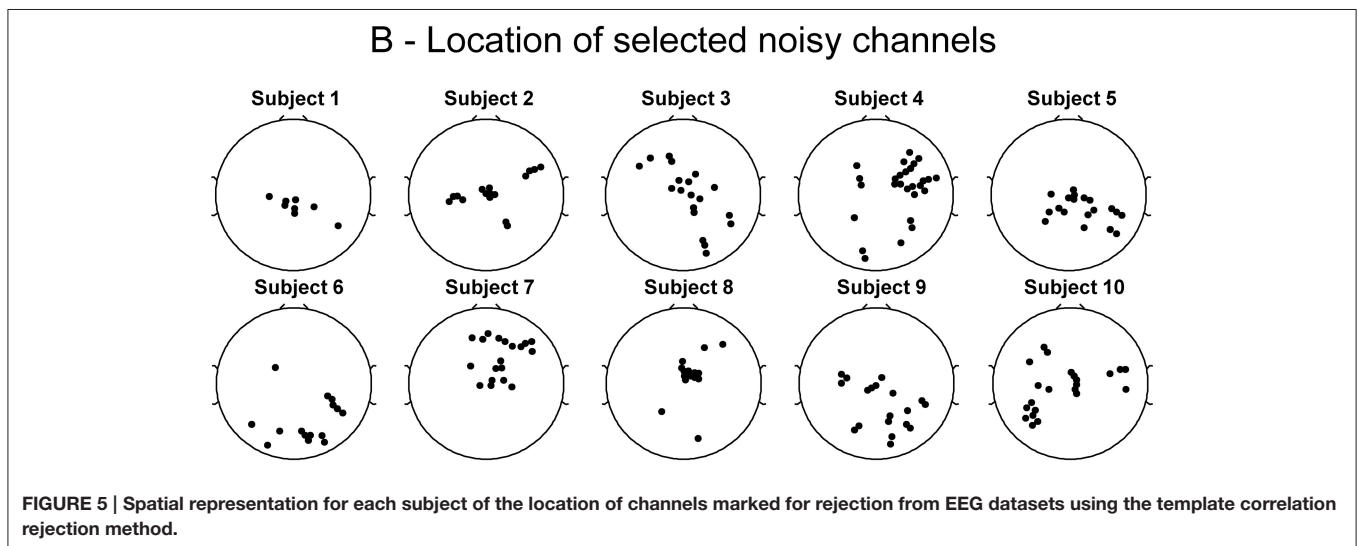 B - Location of selected noisy channels
Subject 1 Subject 2 Subject 3 Subject 4 Subject 5
Subject 6 Subject 7 Subject 8 Subject 9 Subject 10
FIGURE 5 | Spatial representation for each subject of the location of channels marked for rejection from EEG datasets using the template correlation
rejection method.